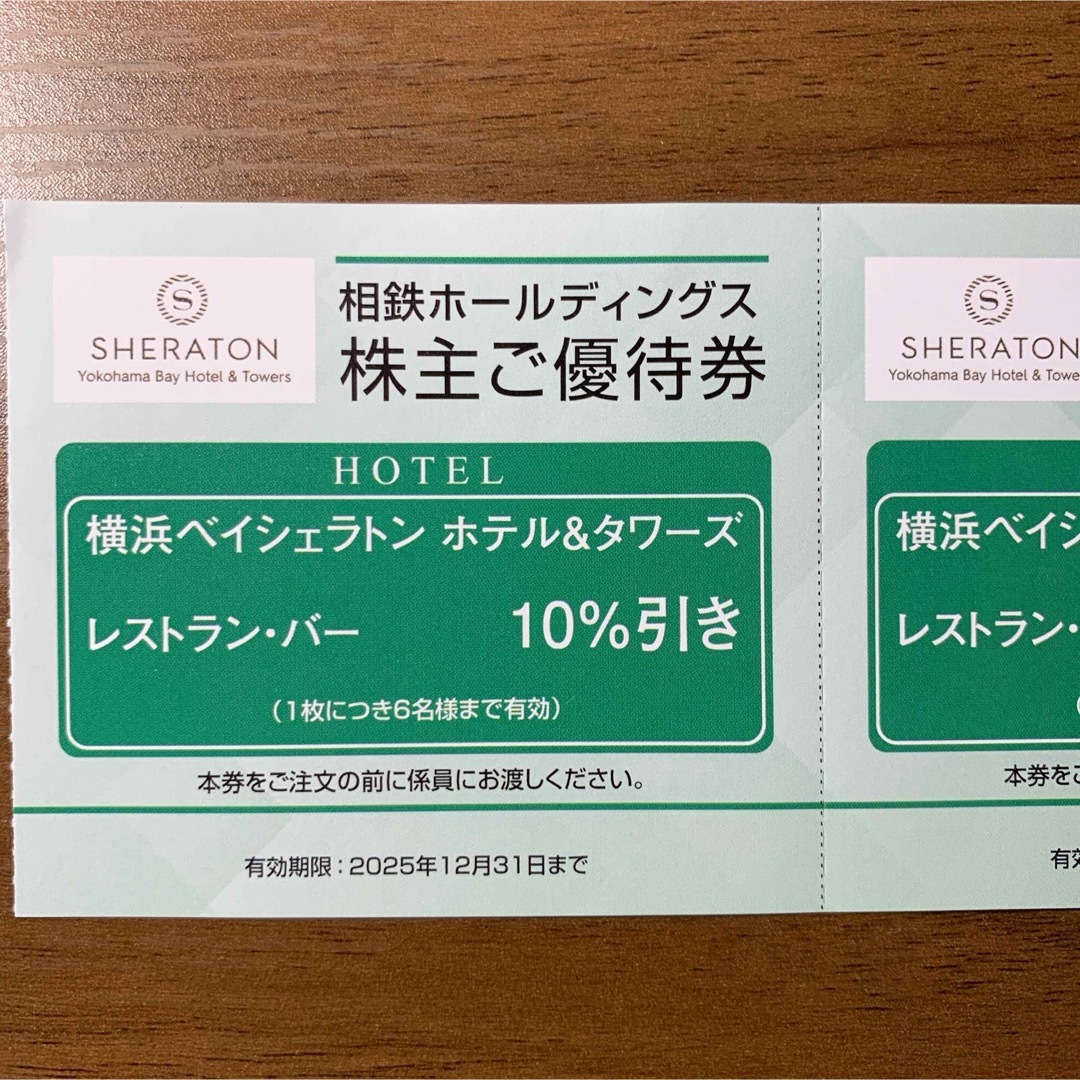 S
SHERATON
Yokohama Bay Hotel & Towers
相鉄ホールディングス
株主ご優待券
HOTEL
横浜ベイシェラトン ホテル&タワーズ
レストラン・バー 10%引き
（1枚につき6名様まで有効）
本券をご注文の前に係員にお渡しください。
有効期限：2025年12月31日まで
S
SHERATON
Yokohama Bay Hotel &
横浜ベイシ
レストラン・
（
本券をご
有